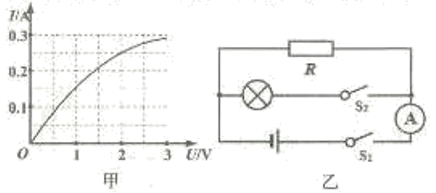 I/A
0.3
0.2
0.1
O 1 2 3 U/V
甲
R
S₂
A
S₁
乙